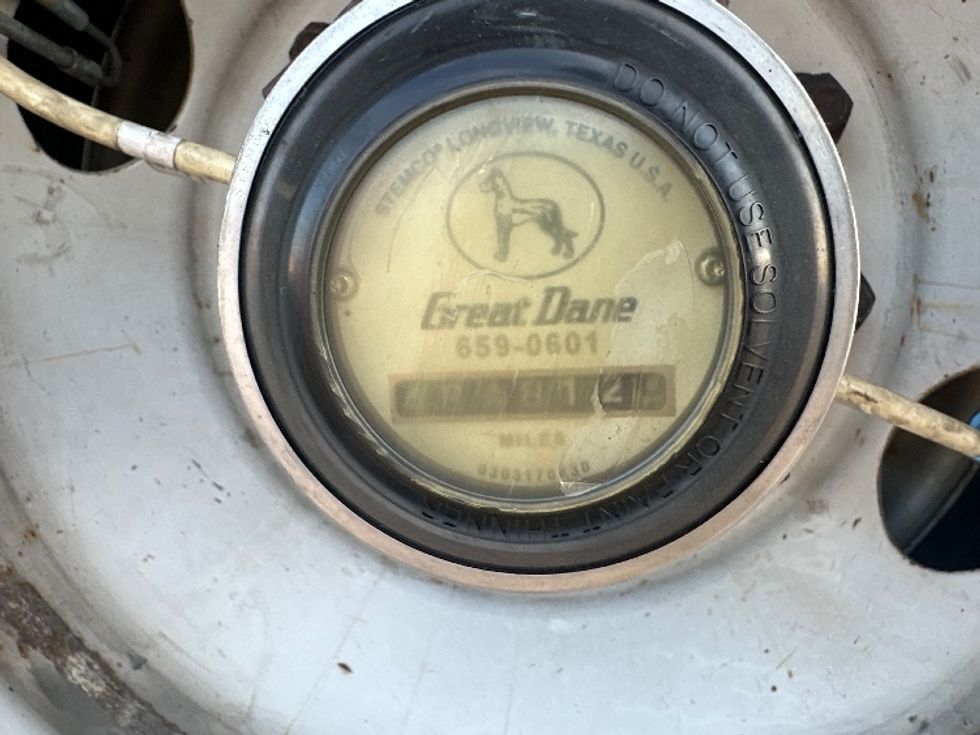 STEMCO® LONGVIEW, TEXAS U.S.A.
Great Dane
659-0601
MILES
DO NOT USE SOLVENT OR PAINT THINNER